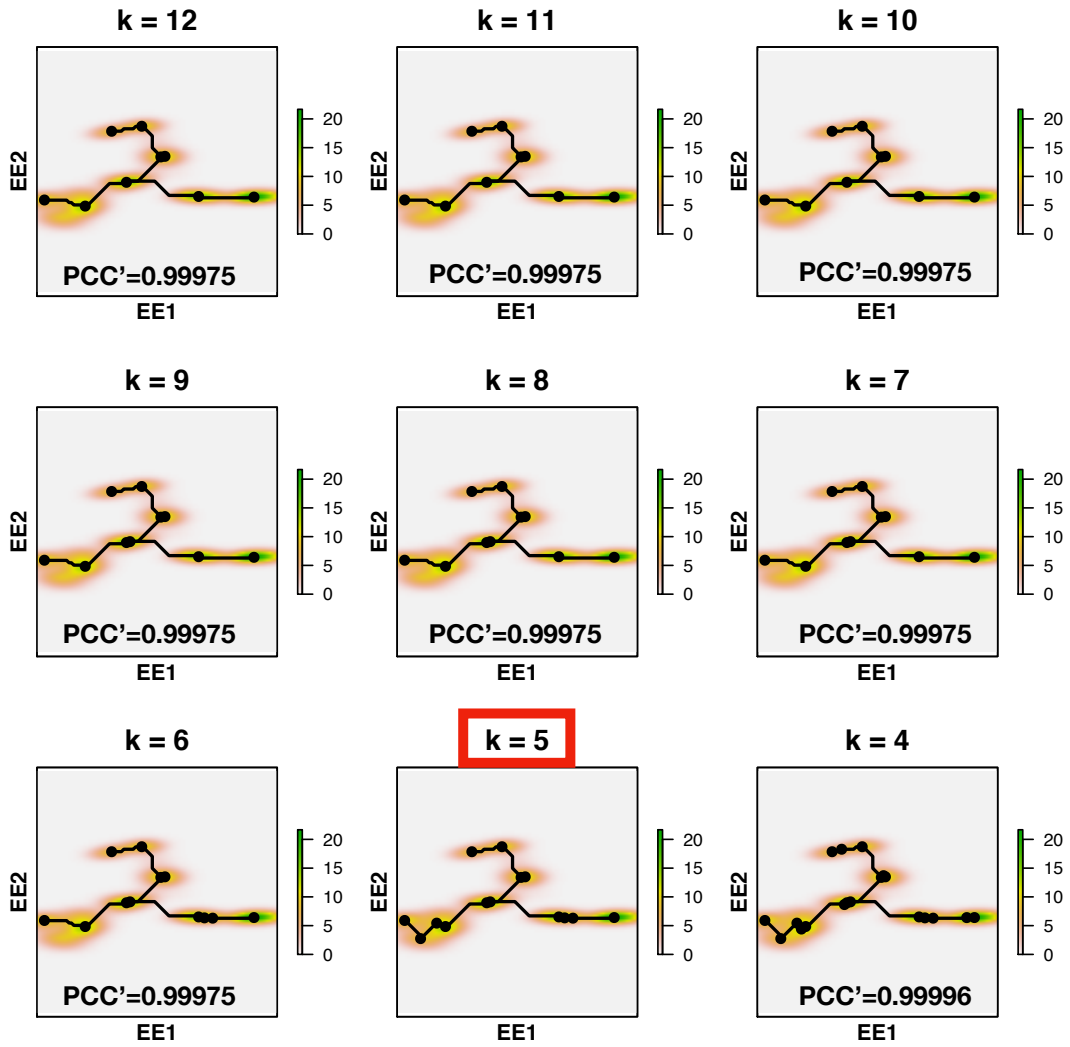 k = 12
k = 11
k = 10
EE2
20
15
10
5
0
PCC’=0.99975
EE1
EE2
20
15
10
5
0
PCC’=0.99975
EE1
EE2
20
15
10
5
0
PCC’=0.99975
EE1
k = 9
k = 8
k = 7
EE2
20
15
10
5
0
PCC’=0.99975
EE1
EE2
20
15
10
5
0
PCC’=0.99975
EE1
EE2
20
15
10
5
0
PCC’=0.99975
EE1
k = 6
k = 5
k = 4
EE2
20
15
10
5
0
PCC’=0.99975
EE1
EE2
20
15
10
5
0
EE1
EE2
20
15
10
5
0
PCC’=0.99996
EE1